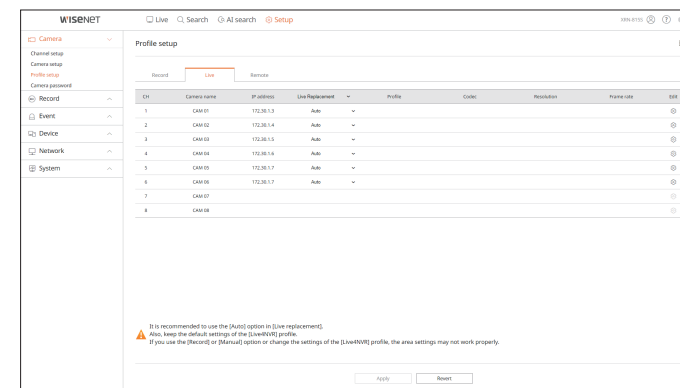 WISENET
Live Search AI search Setup
XRN-813S
Camera
Channel setup
Camera setup
Profile setup
Camera password
Record
Event
Device
Network
System
Profile setup
Record Live Remote
CH Camera name IP address Live Replacement Profile Codec Resolution Frame rate Edit
1 CAM 01 172.30.1.3 Auto
2 CAM 02 172.30.1.4 Auto
3 CAM 03 172.30.1.5 Auto
4 CAM 04 172.30.1.6 Auto
5 CAM 05 172.30.1.7 Auto
6 CAM 06 172.30.1.7 Auto
7 CAM 07
8 CAM 08
It is recommended to use the [Auto] option in [Live replacement].
Also, keep the default settings of the [Live4NVR] profile.
If you use the [Record] or [Manual] option or change the settings of the [Live4NVR] profile, the area settings may not work properly.
Apply Revert